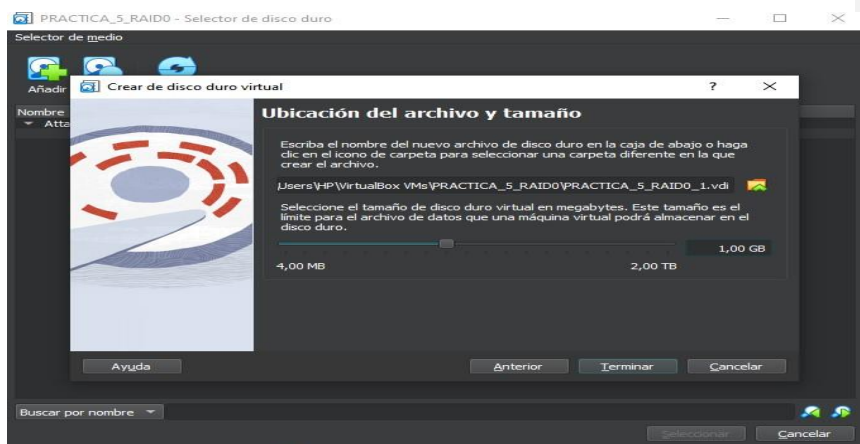 PRACTICA_5_RAID0 - Selector de disco duro
Selector de medio
Añadir
Crear de disco duro virtual
Nombre
Atta
Ubicación del archivo y tamaño
Escriba el nombre del nuevo archivo de disco duro en la caja de abajo o haga
clic en el icono de carpeta para seleccionar una carpeta diferente en la que
crear el archivo.
Users\HP\VirtualBox VMs\PRACTICA_5_RAID0\PRACTICA_5_RAID0_1.vdi
Seleccione el tamaño de disco duro virtual en megabytes. Este tamaño es el
límite para el archivo de datos que una máquina virtual podrá almacenar en el
disco duro.
1,00 GB
4,00 MB 2,00 TB
Ayuda Anterior Terminar Cancelar
Buscar por nombre
Seleccionar Cancelar